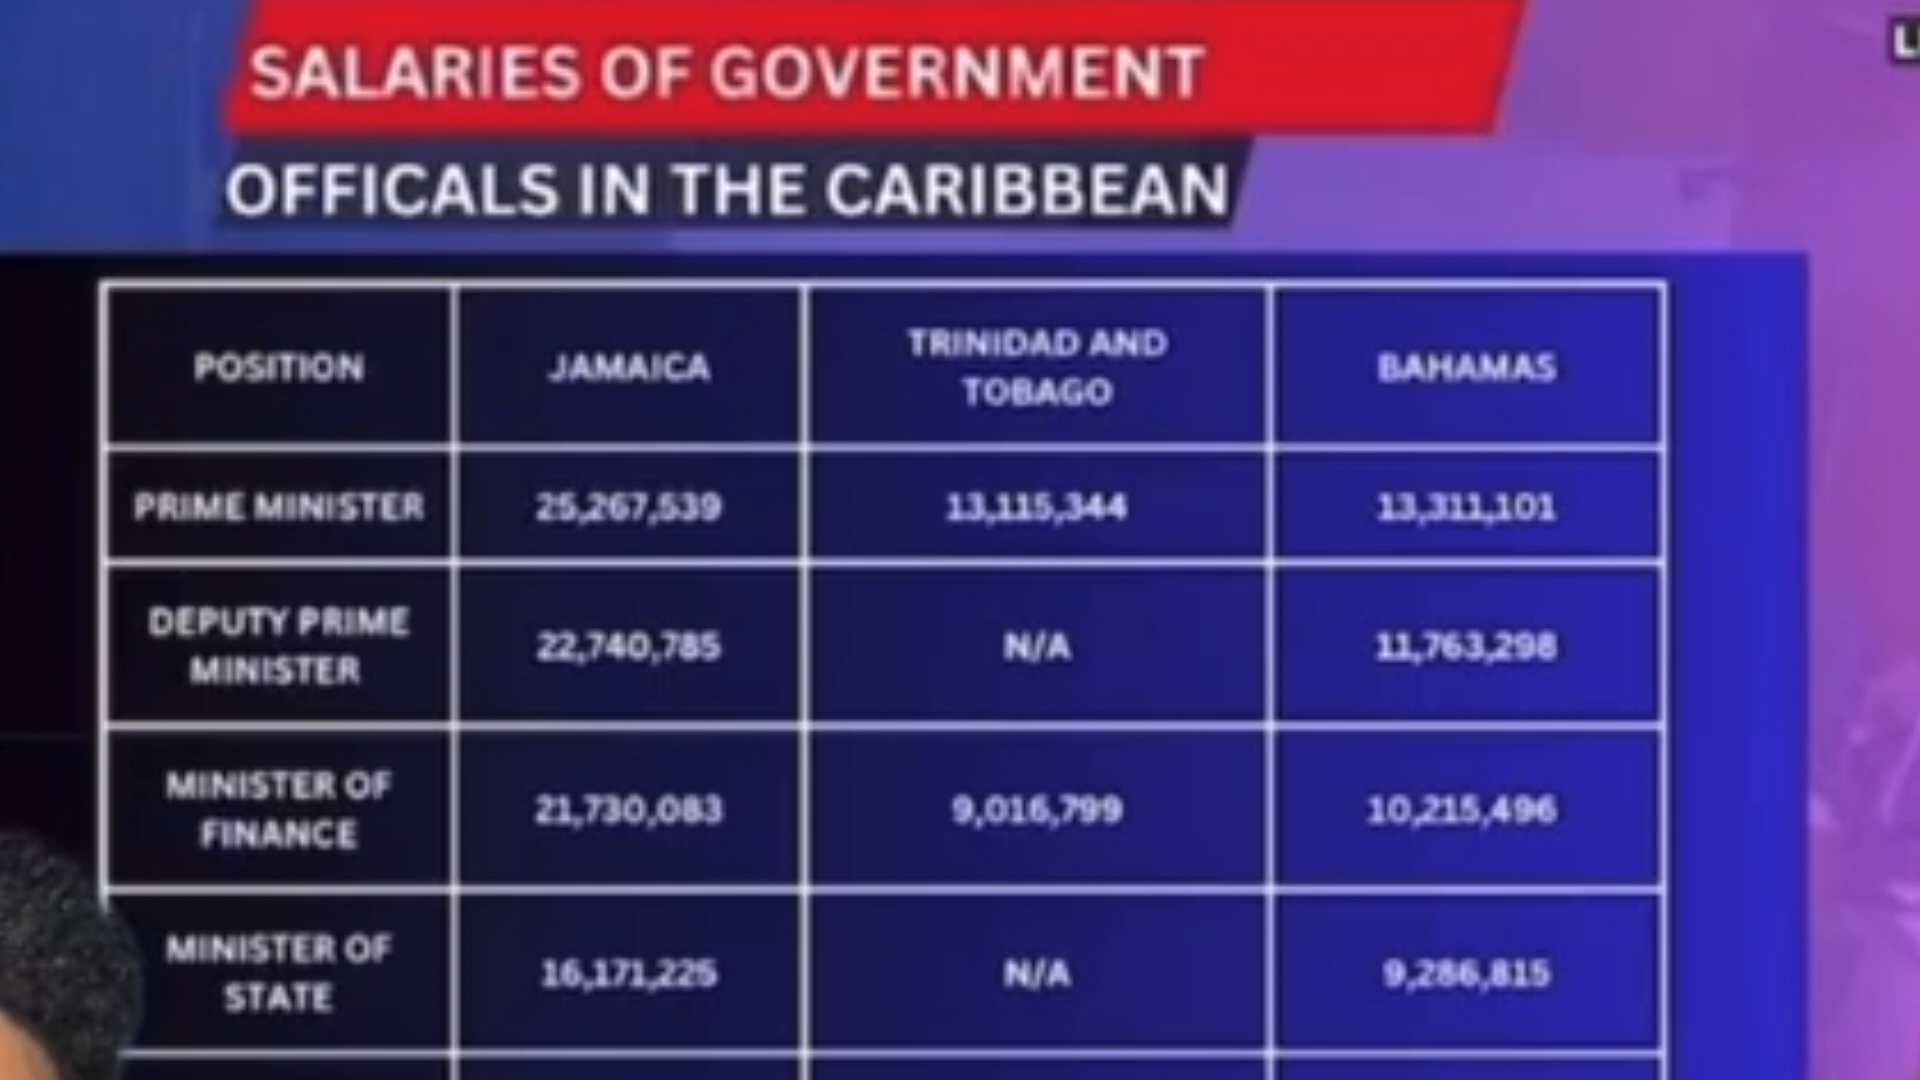 SALARIES OF GOVERNMENT
OFFICALS IN THE CARIBBEAN
POSITION
JAMAICA
TRINIDAD AND
TOBAGO
BAHAMAS
PRIME MINISTER
25,267,539
13,115,344
13,311,101
DEPUTY PRIME
MINISTER
22,740,785
N/A
11,763,298
MINISTER OF
FINANCE
21,730,083
9,016,799
10,215,496
MINISTER OF
STATE
16,171,225
N/A
9,286,815